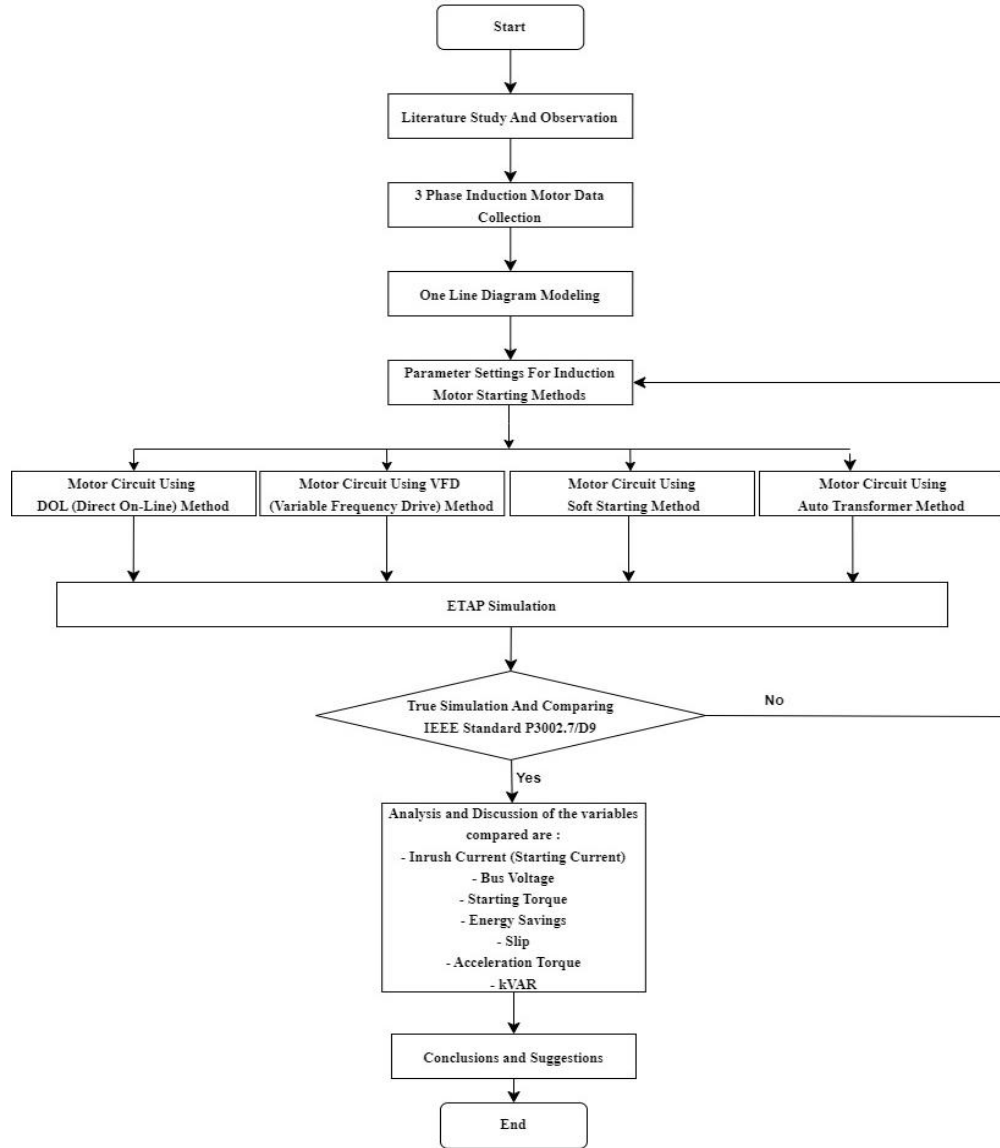 Start
Literature Study And Observation
3 Phase Induction Motor Data
Collection
One Line Diagram Modeling
Parameter Settings For Induction
Motor Starting Methods
Motor Circuit Using
DOL (Direct On-Line) Method
Motor Circuit Using VFD
(Variable Frequency Drive) Method
Motor Circuit Using
Soft Starting Method
Motor Circuit Using
Auto Transformer Method
ETAP Simulation
True Simulation And Comparing
IEEE Standard P3002.7/D9
No
Yes
Analysis and Discussion of the variables
compared are :
- Inrush Current (Starting Current)
- Bus Voltage
- Starting Torque
- Energy Savings
- Slip
- Acceleration Torque
- kVAR
Conclusions and Suggestions
End